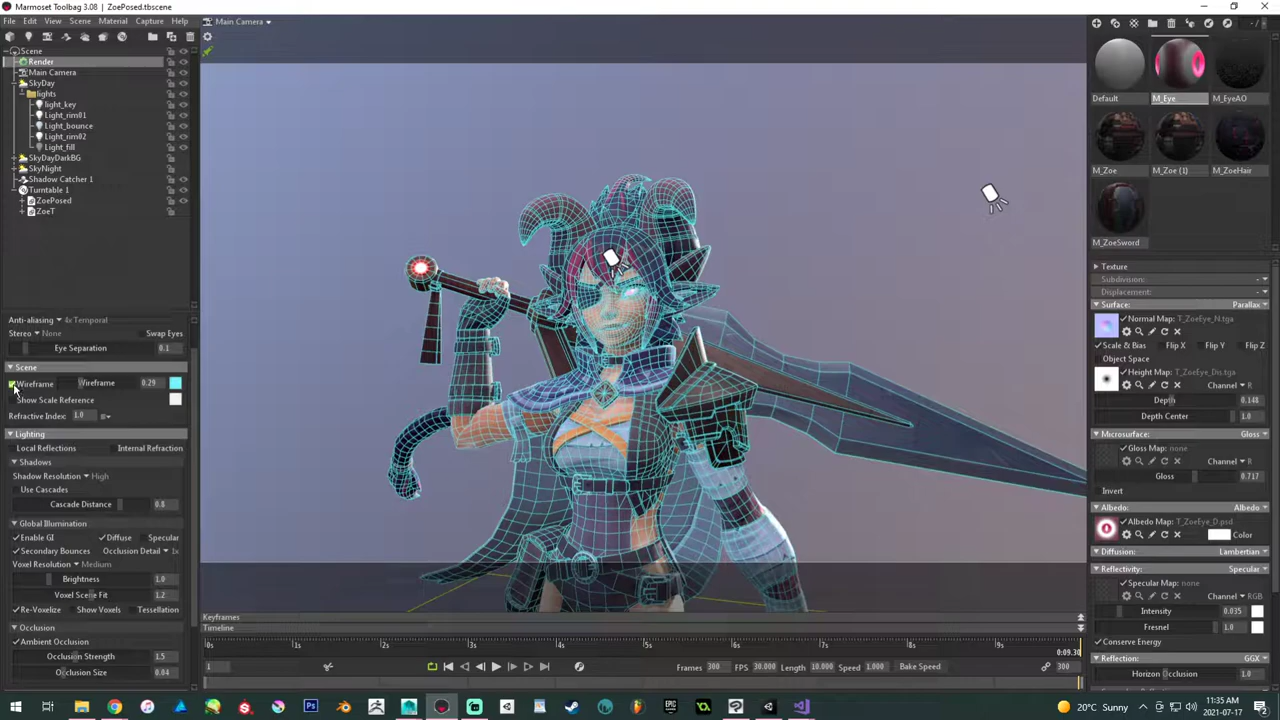 Marmoset Toolbag 3.08 | ZoePosed.tbscene
File Edit View Scene Material Capture Help
Main Camera
Scene
Render
Main Camera
SkyDay
lights
light_key
Light_rim01
Light_bounce
Light_rim02
Light_fill
SkyDayDarkBG
SkyNight
Shadow Catcher 1
Turntable 1
ZoePosed
ZoeT
Anti-aliasing 4x Temporal
Stereo None Swap Eyes
Eye Separation 0.1
Scene
Wireframe Wireframe 0.29
Show Scale Reference
Refractive Index: 1.0
Lighting
Local Reflections Internal Refraction
Shadows
Shadow Resolution High
Use Cascades
Cascade Distance 0.8
Global Illumination
Enable GI Diffuse Specular
Secondary Bounces Occlusion Detail 1x
Voxel Resolution Medium
Brightness 1.0
Voxel Scene Fit 1.2
Re-Voxelize Show Voxels Tessellation
Occlusion
Ambient Occlusion
Occlusion Strength 1.5
Occlusion Size 0.04
Keyframes
Timeline
0s 1s 2s 3s 4s 5s 6s 7s 8s 9s
0:09.30
1 Frames 300 FPS 30.000 Length 10.000 Speed 1.000 Bake Speed 300
Default M_Eye M_EyeAO
M_Zoe M_Zoe (1) M_ZoeHair
M_ZoeSword
Texture
Subdivision:
Displacement:
Surface: Parallax
Normal Map: T_ZoeEye_N.tga
Scale & Bias Flip X Flip Y Flip Z
Object Space
Height Map: T_ZoeEye_Dis.tga
Channel R
Depth 0.148
Depth Center 1.0
Microsurface: Gloss
Gloss Map: none
Channel R
Gloss 0.717
Invert
Albedo: Albedo
Albedo Map: T_ZoeEye_D.psd
Color
Diffusion: Lambertian
Reflectivity: Specular
Specular Map: none
Channel RGB
Intensity 0.035
Fresnel 1.0
Conserve Energy
Reflection: GGX
Horizon Occlusion 1.0
20°C Sunny
11:35 AM
2021-07-17